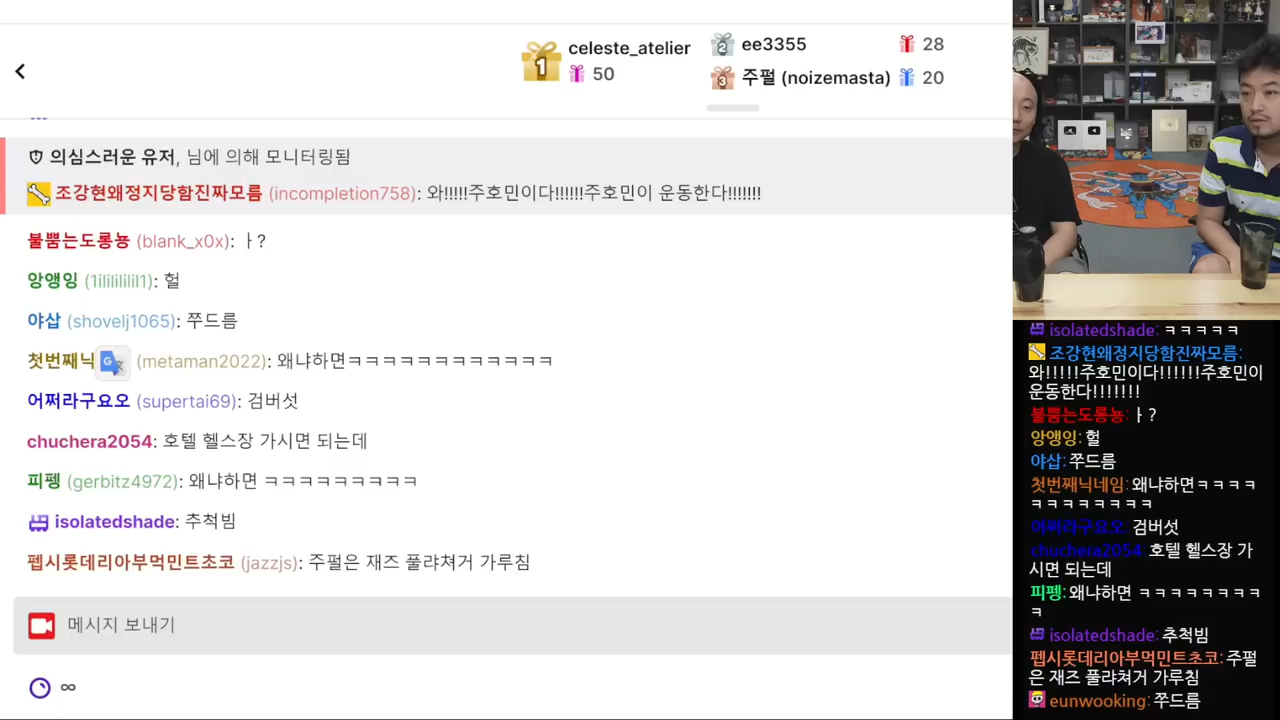 celeste_atelier
50
ee3355
28
주펄 (noizemasta)
20
의심스러운 유저, 님에 의해 모니터링됨
조강현왜정지당함진짜모름 (incompletion758): 와!!!!!주호민이다!!!!!!주호민이 운동한다!!!!!!!
불뿜는도롱뇽 (blank_x0x): ㅏ?
앙앵잉 (1ilililililil1): 헐
야삽 (shovelj1065): 쭈드름
첫번째닉 (metaman2022): 왜냐하면ㅋㅋㅋㅋㅋㅋㅋㅋㅋㅋㅋㅋ
어쩌라구요오 (supertai69): 검버섯
chuchera2054: 호텔 헬스장 가시면 되는데
피펭 (gerbitz4972): 왜냐하면 ㅋㅋㅋㅋㅋㅋㅋㅋㅋ
isolatedshade: 추척빔
펩시롯데리아부먹민트초코 (jazzjs): 주펄은 재즈 풀랴쳐거 가루침
메시지 보내기
∞
isolatedshade: ㅋㅋㅋㅋㅋ
조강현왜정지당함진짜모름:
와!!!!!주호민이다!!!!!!주호민이
운동한다!!!!!!!
불뿜는도롱뇽: ㅏ?
앙앵잉: 헐
야삽: 쭈드름
첫번째닉네임: 왜냐하면ㅋㅋㅋㅋ
ㅋㅋㅋㅋㅋㅋㅋㅋ
어쩌라구요오: 검버섯
chuchera2054: 호텔 헬스장 가
시면 되는데
피펭: 왜냐하면 ㅋㅋㅋㅋㅋㅋㅋㅋ
ㅋ
isolatedshade: 추척빔
펩시롯데리아부먹민트초코: 주펄
은 재즈 풀랴쳐거 가루침
eunwooking: 쭈드름